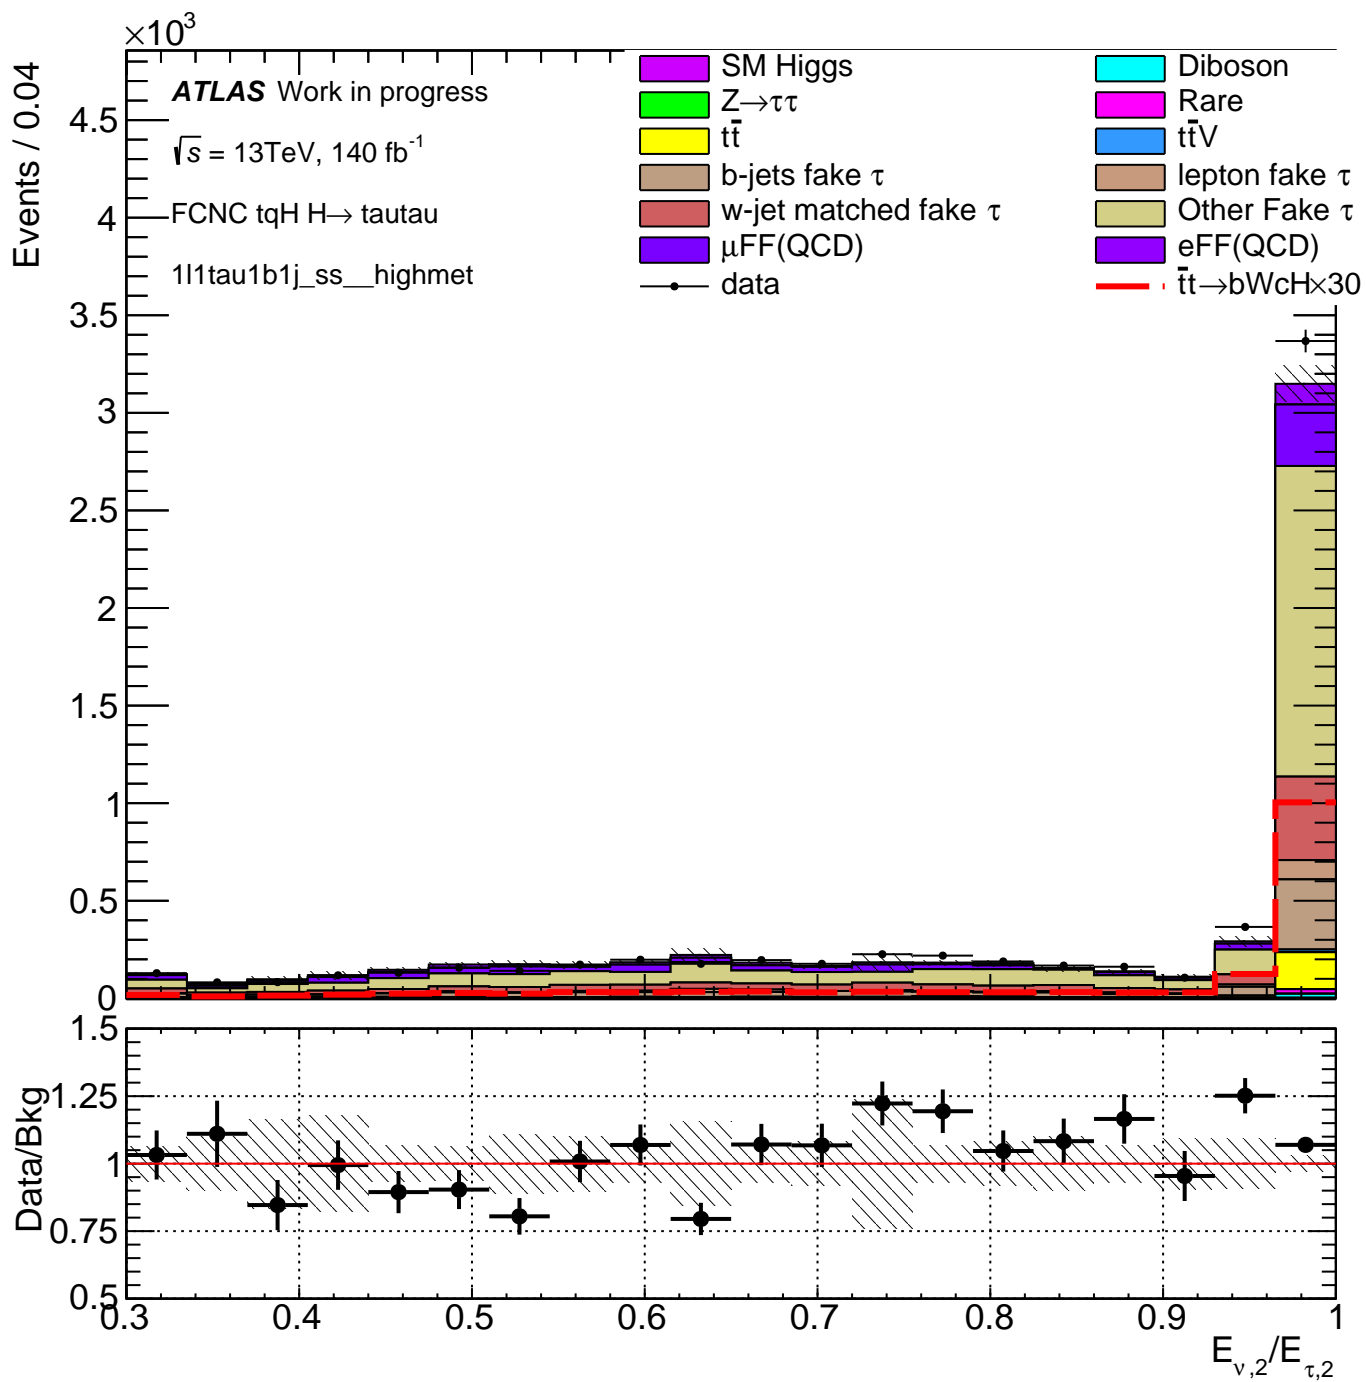 ×10³
Events / 0.04
ATLAS Work in progress
√s = 13TeV, 140 fb⁻¹
FCNC tqH H→ tautau
1l1tau1b1j_ss__highmet
SM Higgs
Diboson
Z→ττ
Rare
tt̄
tt̄V
b-jets fake τ
lepton fake τ
w-jet matched fake τ
Other Fake τ
μFF(QCD)
eFF(QCD)
data
t̄t→bWcH×30
4.5
4
3.5
3
2.5
2
1.5
1
0.5
0
Data/Bkg
1.5
1.25
1
0.75
0.5
0.3 0.4 0.5 0.6 0.7 0.8 0.9 1
E_ν,2/E_τ,2